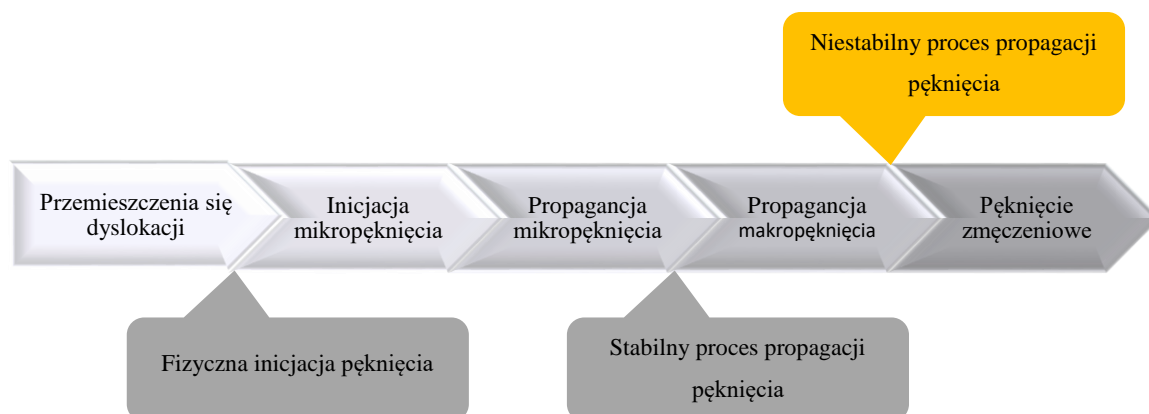 Niestabilny proces propagacji
pęknięcia
Przemieszczenia się
dyslokacji
Inicjacja
mikropęknięcia
Propagancja
mikropęknięcia
Propagancja
makropęknięcia
Pęknięcie
zmęczeniowe
Fizyczna inicjacja pęknięcia
Stabilny proces propagacji
pęknięcia